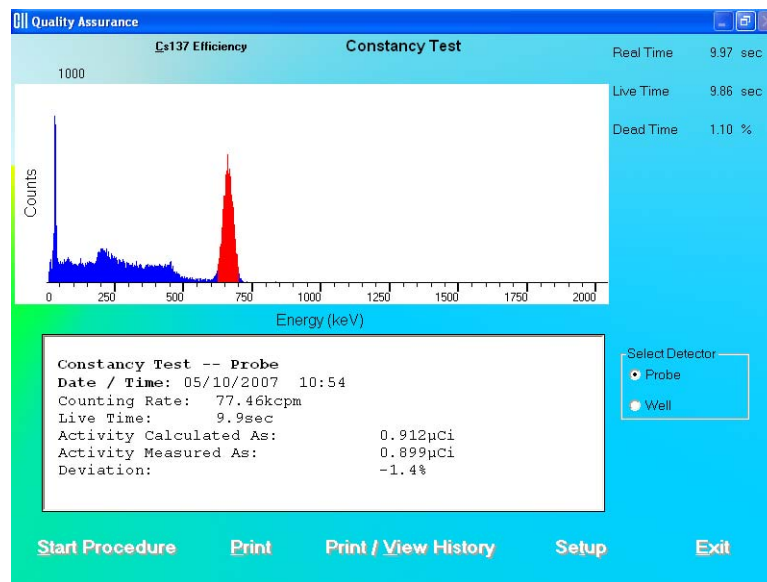 Quality Assurance
Cs137 Efficiency
Constancy Test
Real Time 9.97 sec
1000
Live Time 9.86 sec
Dead Time 1.10 %
Counts
0 250 500 750 1000 1250 1500 1750 2000
Energy (keV)
Constancy Test -- Probe
Date / Time: 05/10/2007 10:54
Counting Rate: 77.46kcpm
Live Time: 9.9sec
Activity Calculated As: 0.912µCi
Activity Measured As: 0.899µCi
Deviation: -1.4%
Select Detector
Probe
Well
Start Procedure Print Print / View History Setup Exit